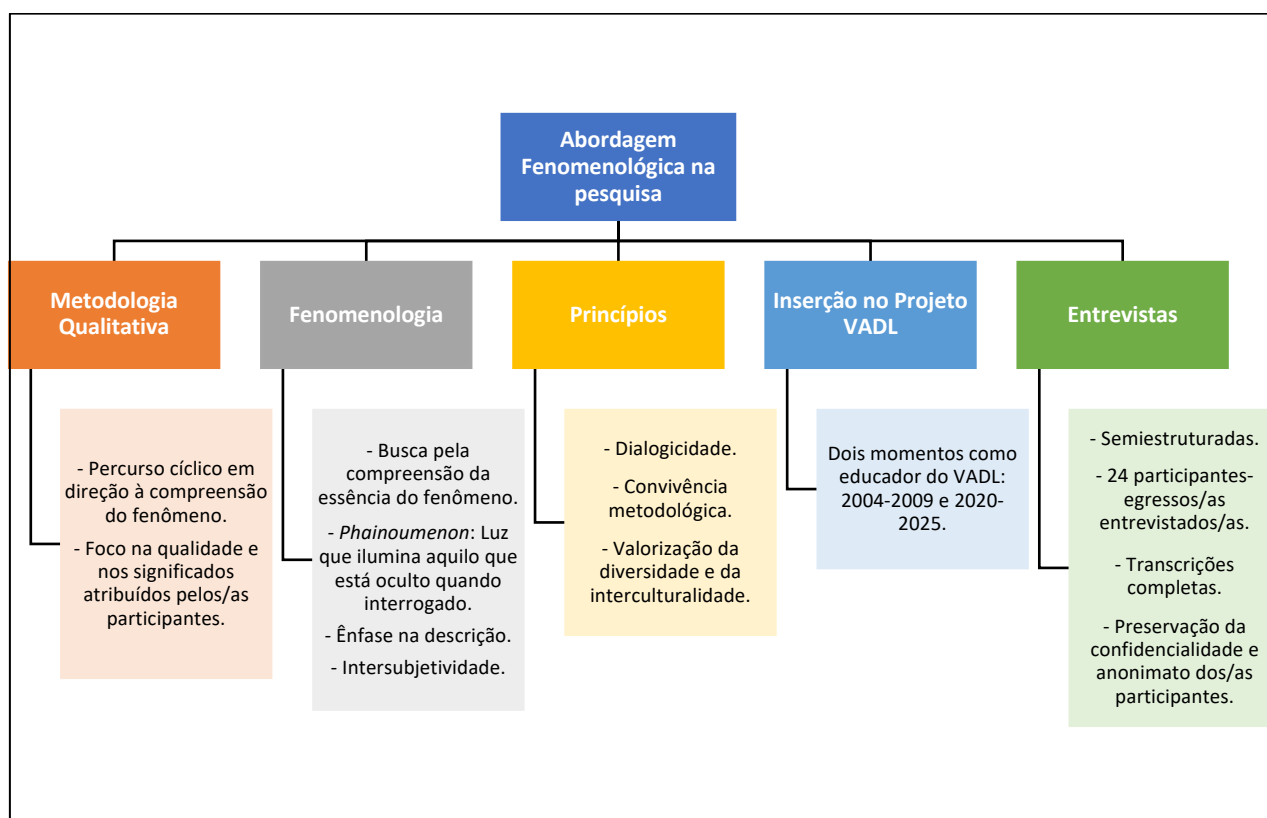 Abordagem
Fenomenológica na
pesquisa
Metodologia
Qualitativa
- Percurso cíclico em
direção à compreensão
do fenômeno.
- Foco na qualidade e
nos significados
atribuídos pelos/as
participantes.
Fenomenologia
- Busca pela
compreensão da
essência do fenômeno.
- Phainoumenon: Luz
que ilumina aquilo que
está oculto quando
interrogado.
- Ênfase na descrição.
- Intersubjetividade.
Princípios
- Dialogicidade.
- Convivência
metodológica.
- Valorização da
diversidade e da
interculturalidade.
Inserção no Projeto
VADL
Dois momentos como
educador do VADL:
2004-2009 e 2020-
2025.
Entrevistas
- Semiestruturadas.
- 24 participantes-
egressos/as
entrevistados/as.
- Transcrições
completas.
- Preservação da
confidencialidade e
anonimato dos/as
participantes.